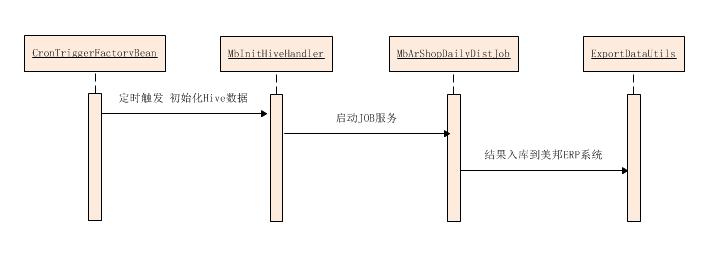 CronTriggerFactoryBean
MbInitHiveHandler
MbArShopDailyDistJob
ExportDataUtils
定时触发 初始化Hive数据
启动JOB服务
结果入库到美邦ERP系统